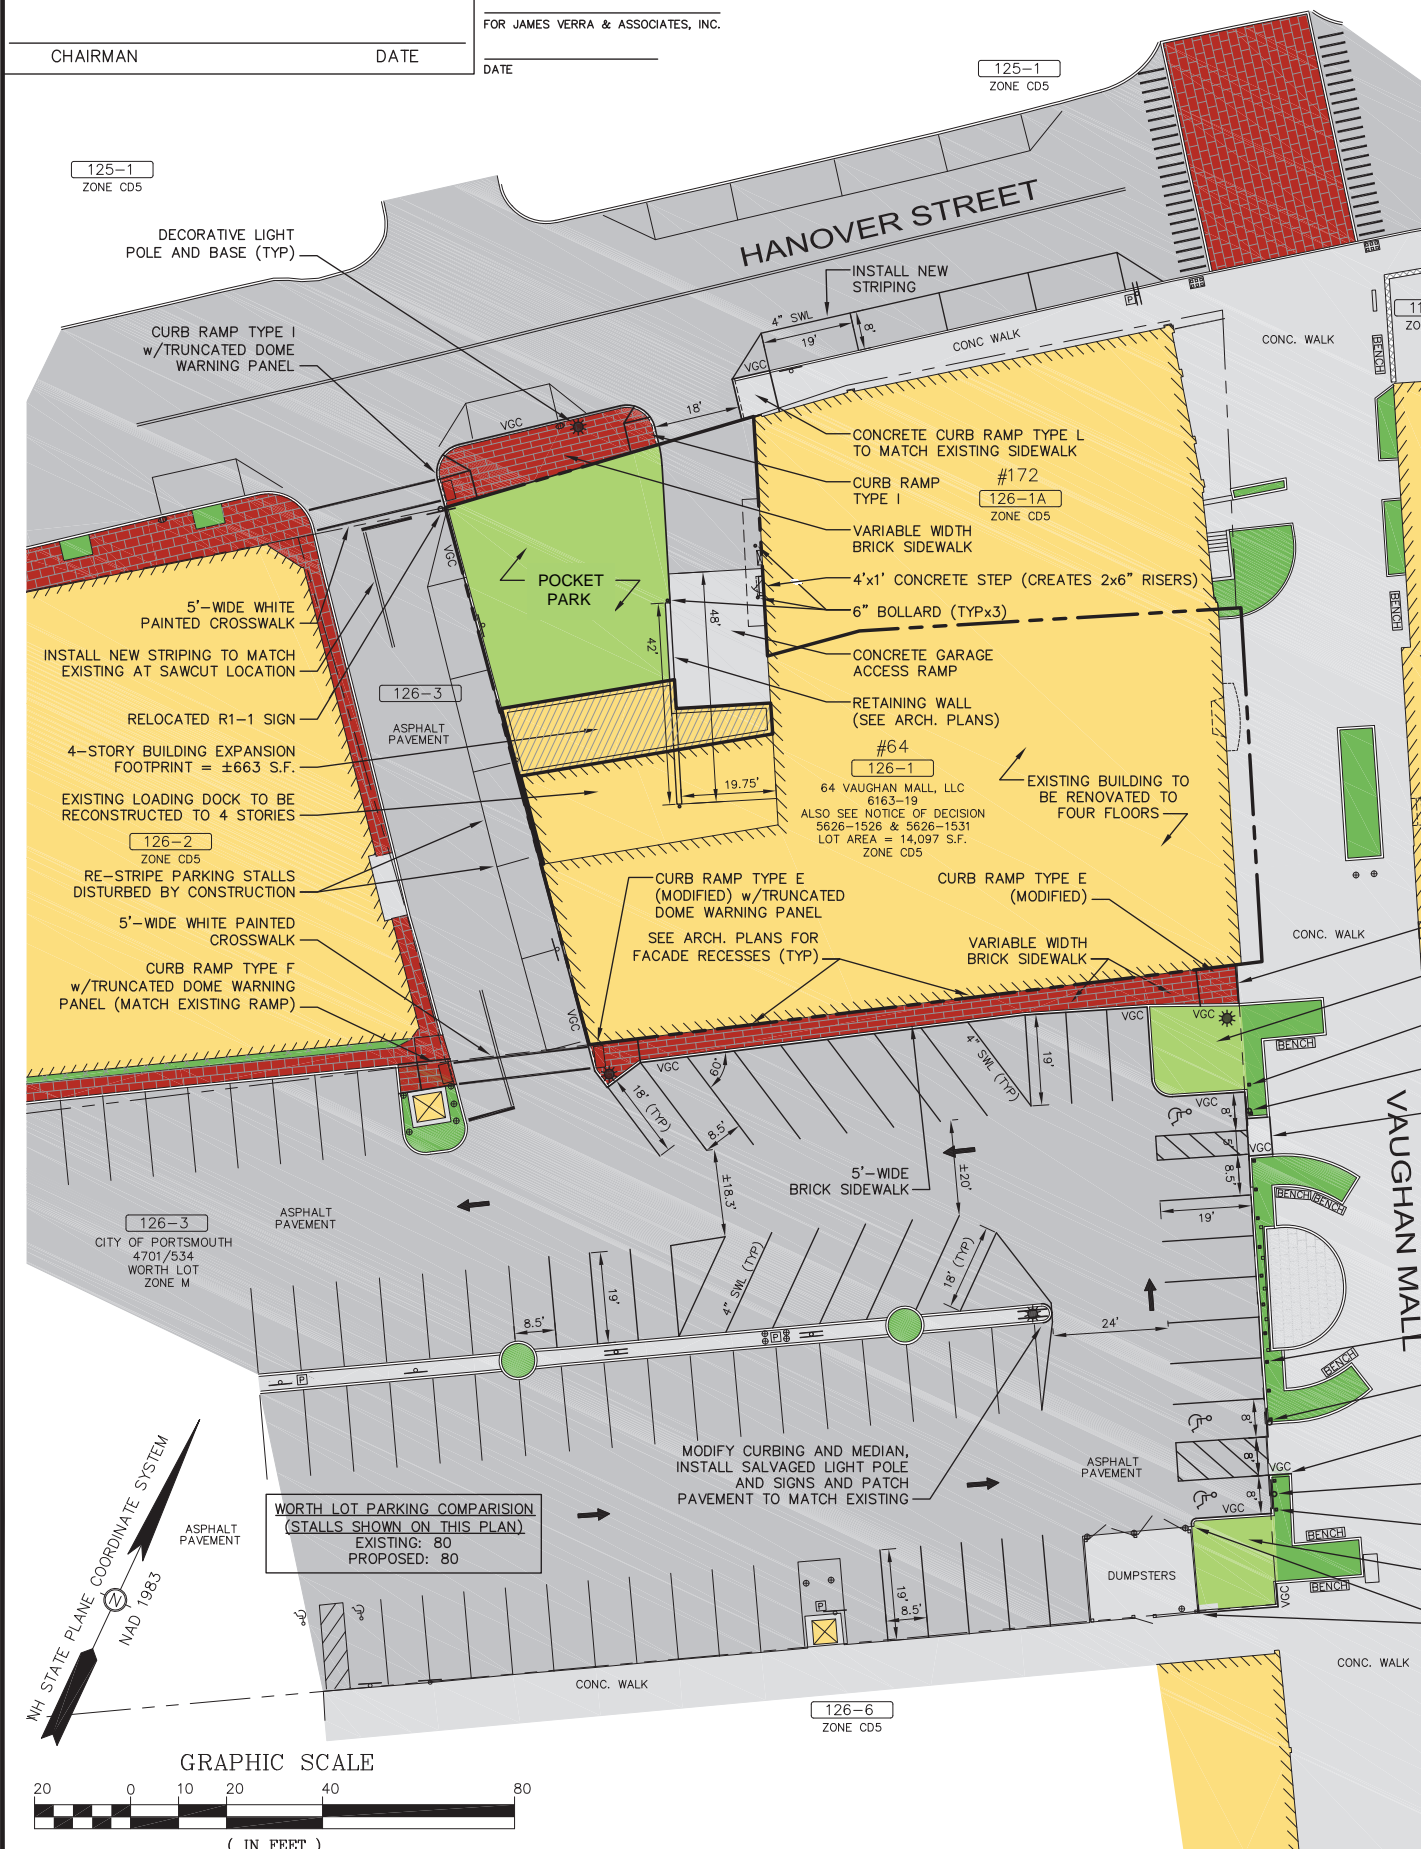 FOR JAMES VERRA & ASSOCIATES, INC.
CHAIRMAN DATE
DATE
125-1
ZONE CD5
125-1
ZONE CD5
HANOVER STREET
DECORATIVE LIGHT
POLE AND BASE (TYP)
INSTALL NEW
STRIPING
4" SWL
19'
8'
CONC WALK
CONC. WALK
BENCH
11
ZO
CURB RAMP TYPE I
w/TRUNCATED DOME
WARNING PANEL
VGC
VGC
18'
CONCRETE CURB RAMP TYPE L
TO MATCH EXISTING SIDEWALK
#172
126-1A
ZONE CD5
CURB RAMP
TYPE I
VARIABLE WIDTH
BRICK SIDEWALK
4'x1' CONCRETE STEP (CREATES 2x6" RISERS)
6" BOLLARD (TYPx3)
BENCH
CONCRETE GARAGE
ACCESS RAMP
RETAINING WALL
(SEE ARCH. PLANS)
VGC
POCKET
PARK
48'
42'
19.75'
5'-WIDE WHITE
PAINTED CROSSWALK
INSTALL NEW STRIPING TO MATCH
EXISTING AT SAWCUT LOCATION
126-3
ASPHALT
PAVEMENT
RELOCATED R1-1 SIGN
4-STORY BUILDING EXPANSION
FOOTPRINT = ±663 S.F.
EXISTING LOADING DOCK TO BE
RECONSTRUCTED TO 4 STORIES
126-2
ZONE CD5
RE-STRIPE PARKING STALLS
DISTURBED BY CONSTRUCTION
5'-WIDE WHITE PAINTED
CROSSWALK
CURB RAMP TYPE F
w/TRUNCATED DOME WARNING
PANEL (MATCH EXISTING RAMP)
#64
126-1
64 VAUGHAN MALL, LLC
6163-19
ALSO SEE NOTICE OF DECISION
5626-1526 & 5626-1531
LOT AREA = 14,097 S.F.
ZONE CD5
EXISTING BUILDING TO
BE RENOVATED TO
FOUR FLOORS
CURB RAMP TYPE E
(MODIFIED) w/TRUNCATED
DOME WARNING PANEL
SEE ARCH. PLANS FOR
FACADE RECESSES (TYP)
CURB RAMP TYPE E
(MODIFIED)
VARIABLE WIDTH
BRICK SIDEWALK
CONC. WALK
VGC
VGC
VGC
VGC
BENCH
60°
4" SWL (TYP)
19'
18' (TYP)
8.5'
VGC
8'
5'
VGC
8.5'
19'
±18.3'
±20'
5'-WIDE
BRICK SIDEWALK
BENCH
BENCH
VAUGHAN MALL
126-3
CITY OF PORTSMOUTH
4701/534
WORTH LOT
ZONE M
ASPHALT
PAVEMENT
19'
8.5'
4" SWL (TYP)
18' (TYP)
P
P
24'
BENCH
8'
8'
8'
VGC
VGC
MODIFY CURBING AND MEDIAN,
INSTALL SALVAGED LIGHT POLE
AND SIGNS AND PATCH
PAVEMENT TO MATCH EXISTING
ASPHALT
PAVEMENT
WORTH LOT PARKING COMPARISION
(STALLS SHOWN ON THIS PLAN)
EXISTING: 80
PROPOSED: 80
ASPHALT
PAVEMENT
DUMPSTERS
BENCH
BENCH
VGC
19'
8.5'
P
NH STATE PLANE COORDINATE SYSTEM
N
NAD 1983
CONC. WALK
CONC. WALK
126-6
ZONE CD5
GRAPHIC SCALE
20 0 10 20 40 80
( IN FEET )